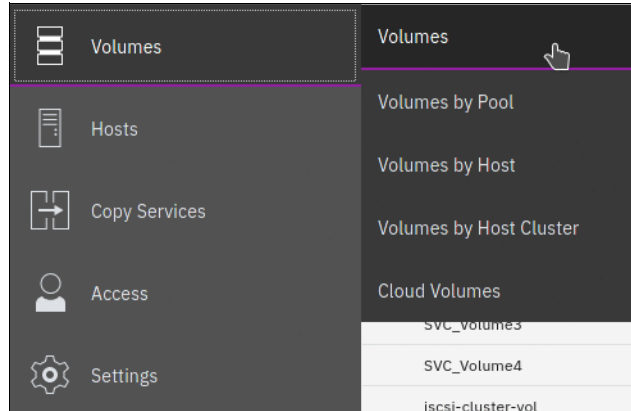 Volumes
Hosts
Copy Services
Access
Settings
Volumes
Volumes by Pool
Volumes by Host
Volumes by Host Cluster
Cloud Volumes
SVC_Volume3
SVC_Volume4
iscsi-cluster-vol